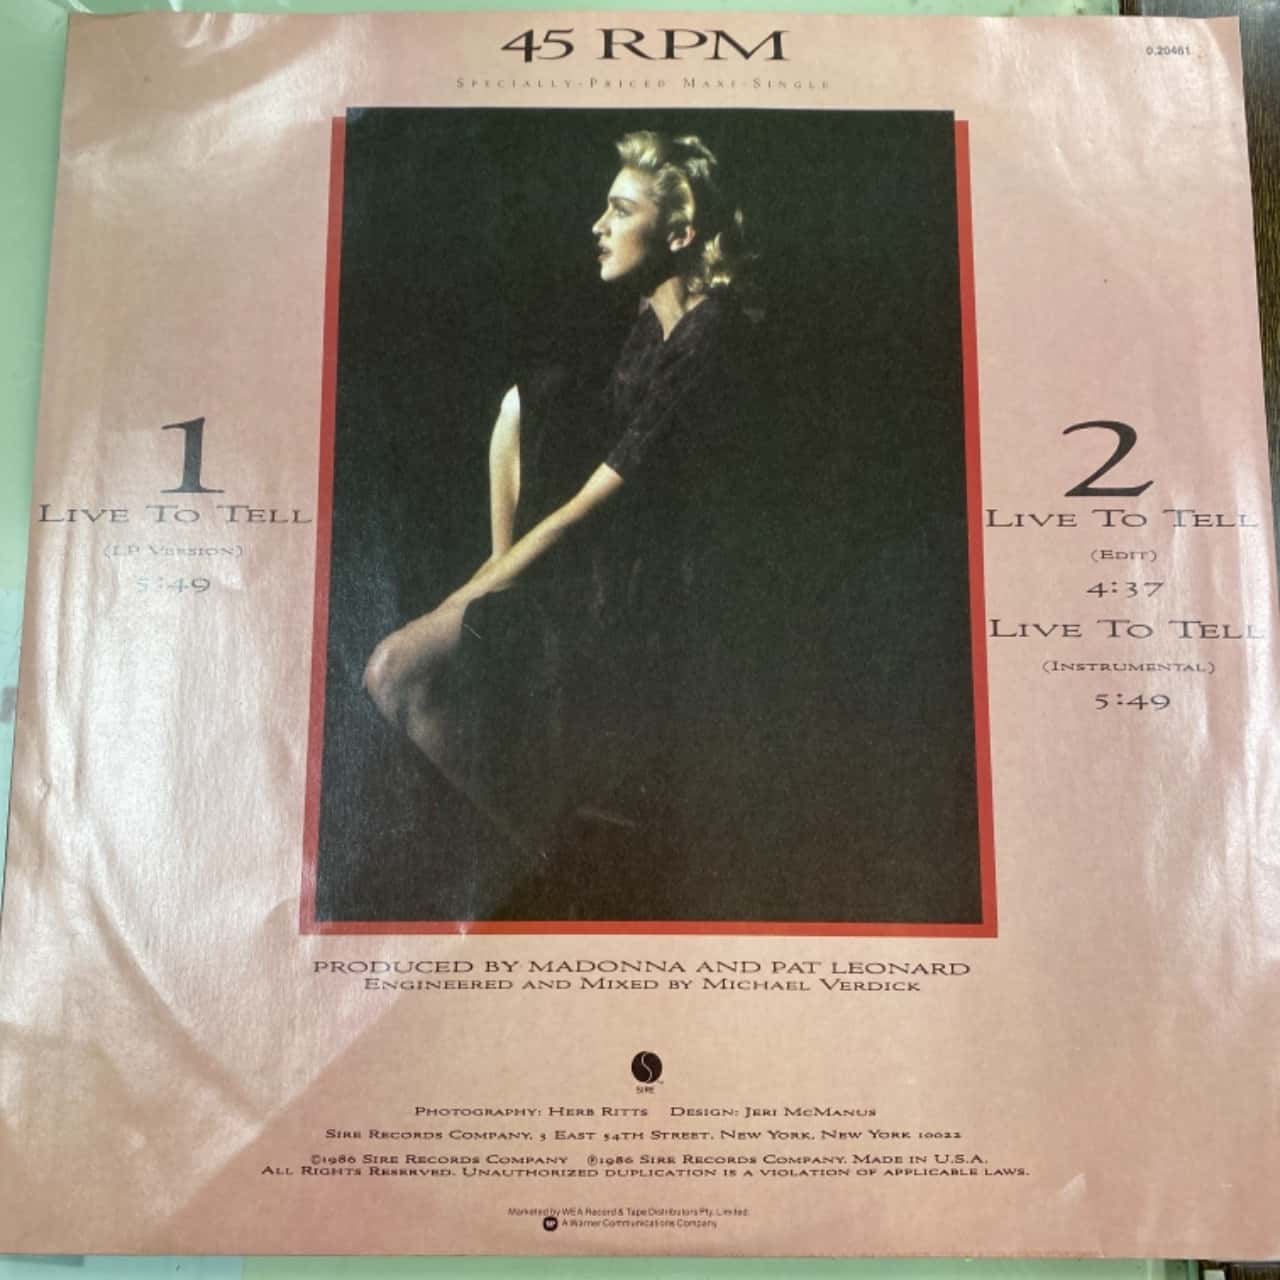 45 RPM
0.20461
Specially-Priced Maxi-Single
1
Live To Tell
(LP Version)
5:49
2
Live To Tell
(Edit)
4:37
Live To Tell
(Instrumental)
5:49
Produced by Madonna and Pat Leonard
Engineered and Mixed by Michael Verdick
SIRE
Photography: Herb Ritts Design: Jeri McManus
Sire Records Company, 3 East 54th Street, New York, New York 10022
©1986 Sire Records Company ℗1986 Sire Records Company. Made in U.S.A.
All Rights Reserved. Unauthorized duplication is a violation of applicable laws.
Marketed by WEA Record & Tape Distributors Pty. Limited.
A Warner Communications Company